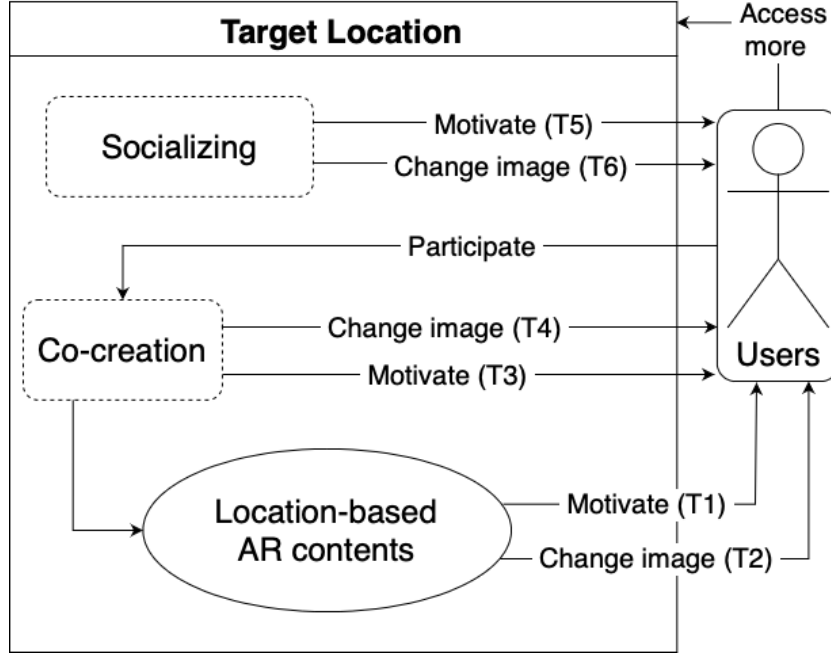 Target Location
Access
more
Socializing
Motivate (T5)
Change image (T6)
Participate
Co-creation
Change image (T4)
Motivate (T3)
Users
Location-based
AR contents
Motivate (T1)
Change image (T2)